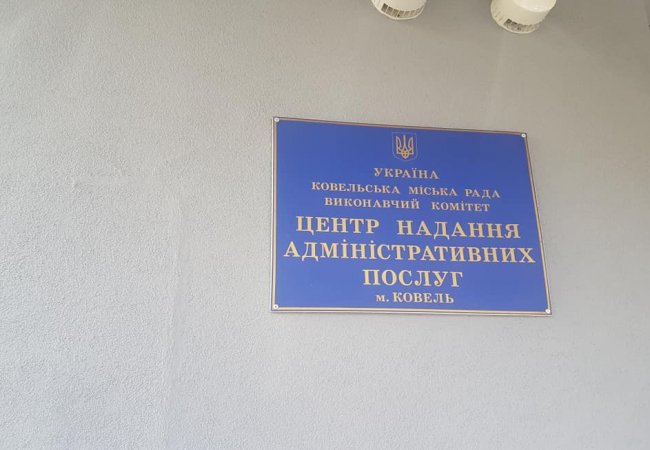 УКРАЇНА
КОВЕЛЬСЬКА МІСЬКА РАДА
ВИКОНАВЧИЙ КОМІТЕТ
ЦЕНТР НАДАННЯ
АДМІНІСТРАТИВНИХ
ПОСЛУГ
м. КОВЕЛЬ